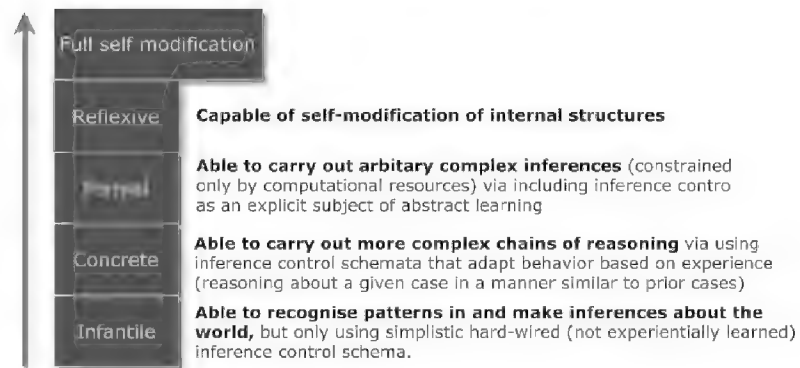 Full self modification
Reflexive
Capable of self-modification of internal structures
Able to carry out arbitary complex inferences (constrained
only by computational resources) via including inference contro
as an explicit subject of abstract learning
Concrete
Able to carry out more complex chains of reasoning via using
inference control schemata that adapt behavior based on experience
(reasoning about a given case in a manner similar to prior cases)
Infantile
Able to recognise patterns in and make inferences about the
world, but only using simplistic hard-wired (not experientially learned)
inference control schema.